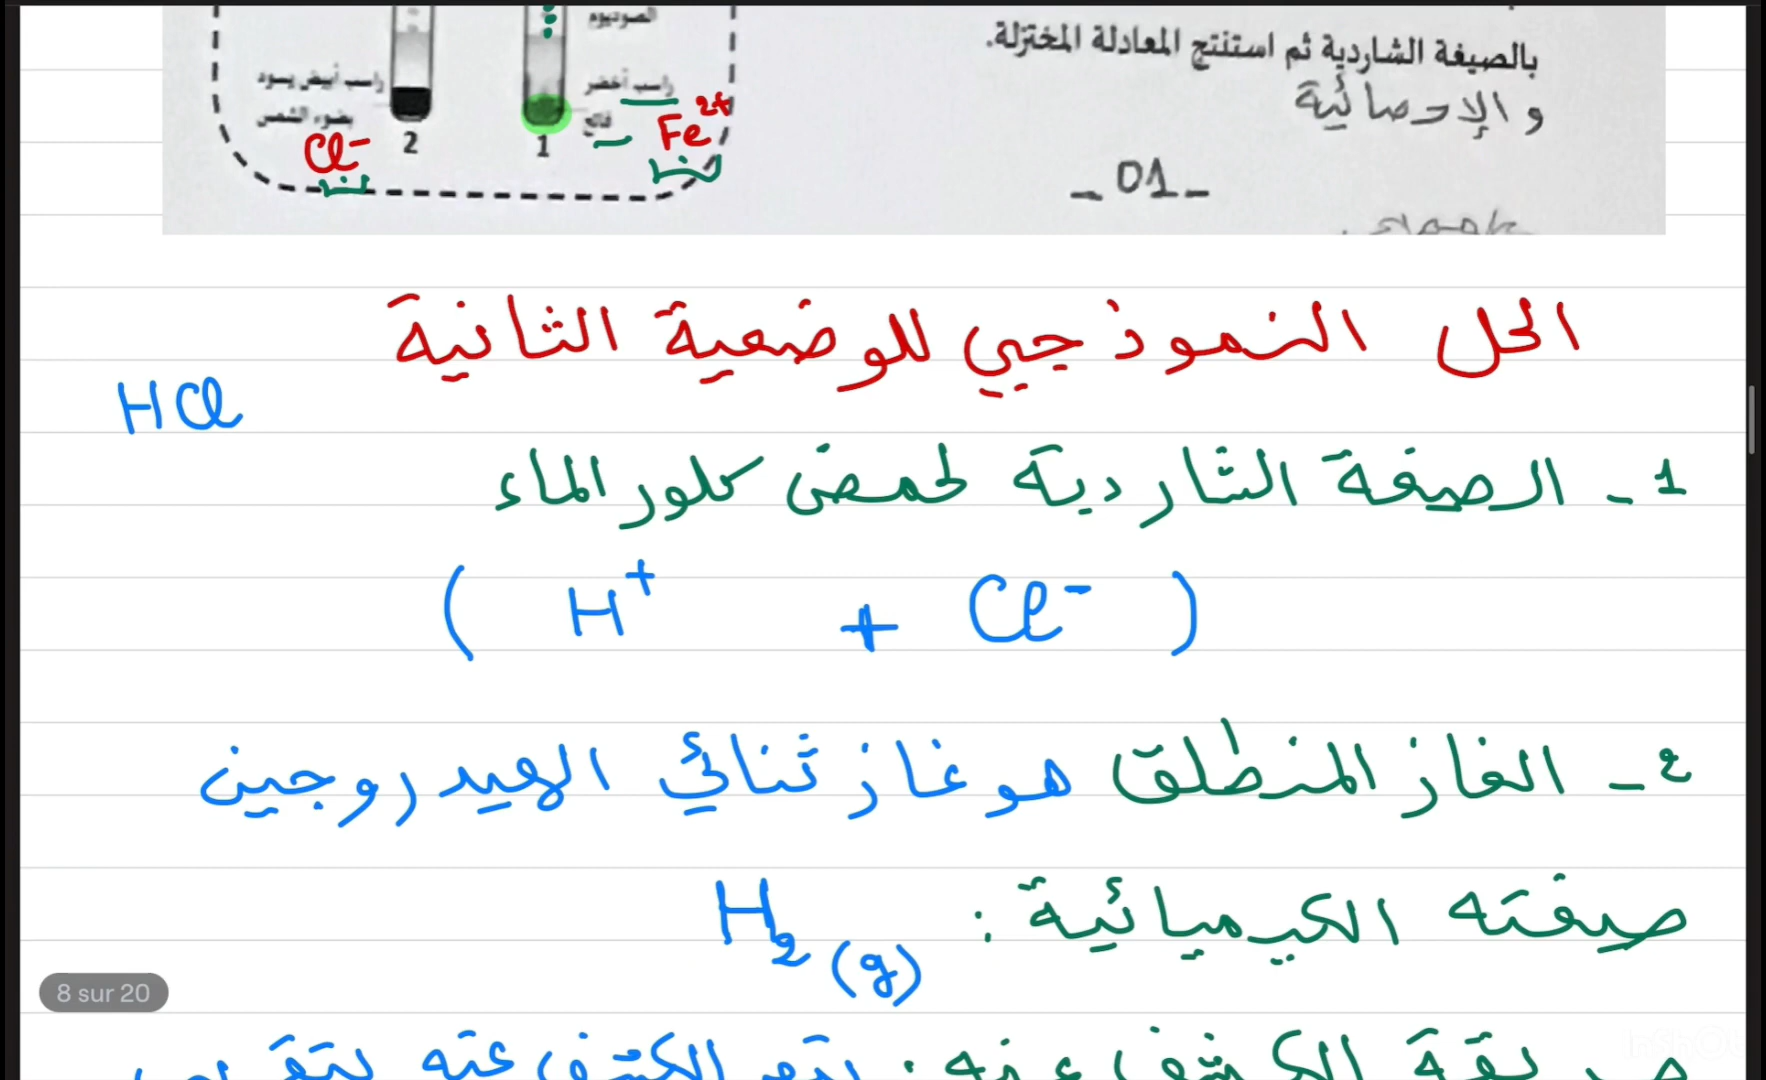 الصوديوم
بالصيغة الشاردية ثم استنتج المعادلة المختزلة.
و الإحصائية
راسب أبيض يسود
بضوء الشمس
راسب أخضر
فاتح
Cl⁻ 2 1 Fe²⁺
_ 01 _
الحل النموذجي للوضعية الثانية
HCl
1 - الصيغة الشاردية لحمض كلور الماء
( H⁺ + Cl⁻ )
2 - الغاز المنطلق هو غاز ثنائي الهيدروجين
صيغته الكيميائية : H₂ (g)
8 sur 20